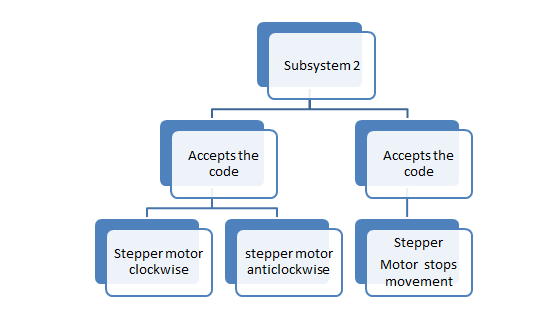 Subsystem 2
Accepts the
code
Accepts the
code
Stepper motor
clockwise
stepper motor
anticlockwise
Stepper
Motor stops
movement